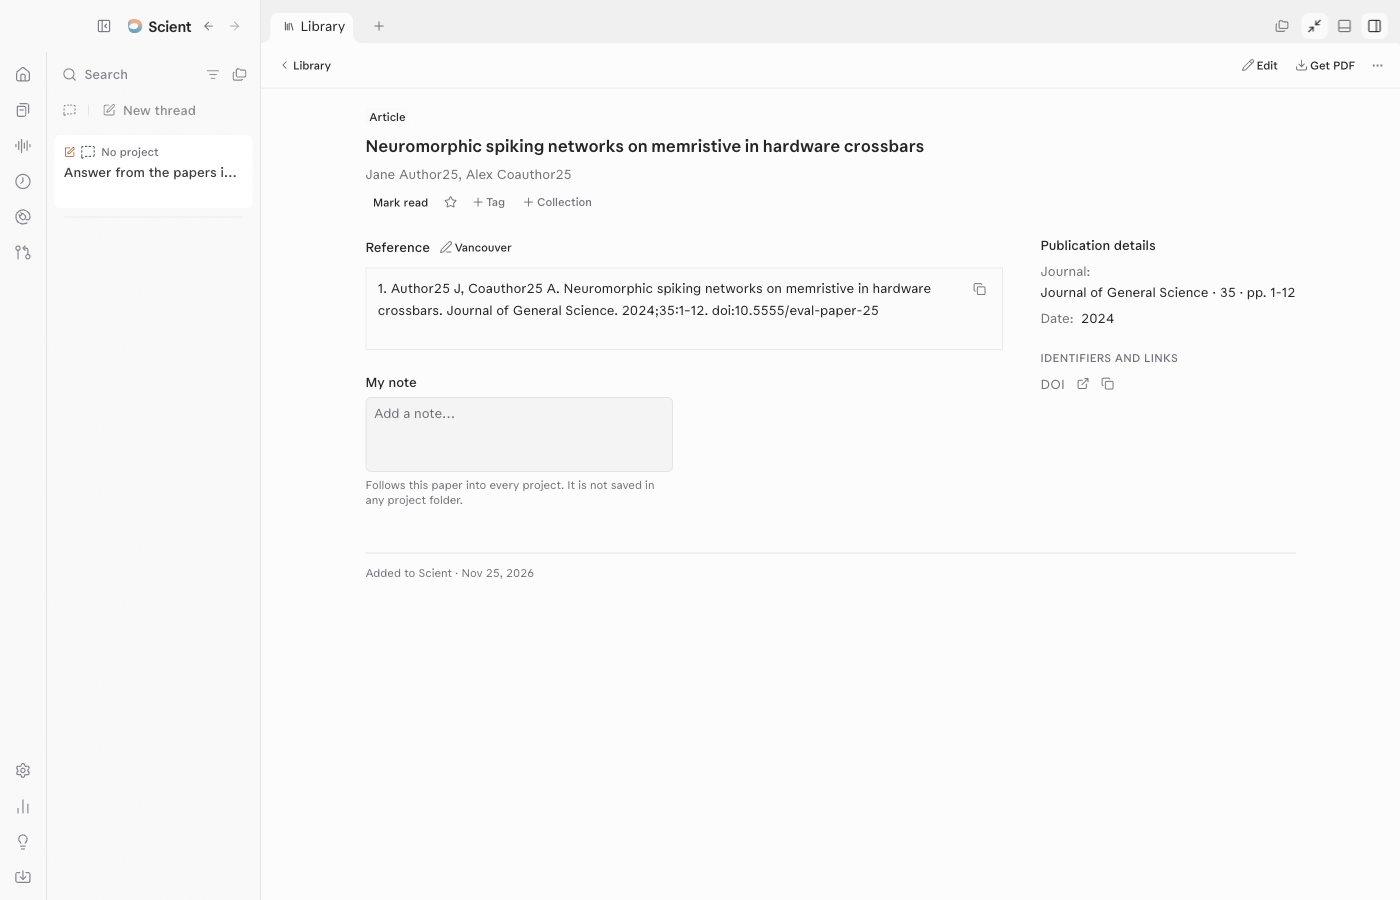 Scient
Library
Search
New thread
No project
Answer from the papers i...
Library
Edit
Get PDF
Article
Neuromorphic spiking networks on memristive in hardware crossbars
Jane Author25, Alex Coauthor25
Mark read
Tag
Collection
Reference
Vancouver
1. Author25 J, Coauthor25 A. Neuromorphic spiking networks on memristive in hardware
crossbars. Journal of General Science. 2024;35:1-12. doi:10.5555/eval-paper-25
My note
Add a note...
Follows this paper into every project. It is not saved in
any project folder.
Publication details
Journal:
Journal of General Science · 35 · pp. 1-12
Date: 2024
IDENTIFIERS AND LINKS
DOI
Added to Scient · Nov 25, 2026